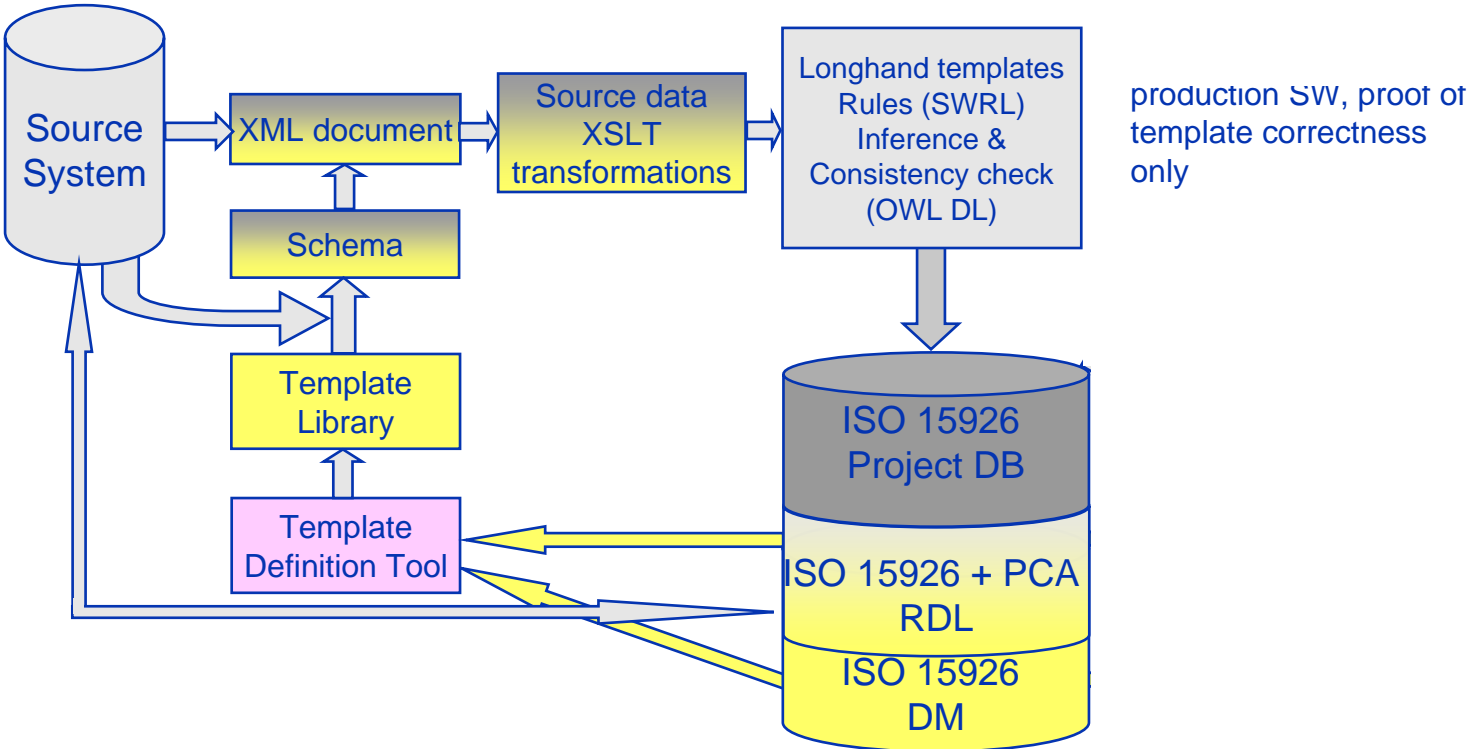 Source
System
XML document
Source data
XSLT
transformations
Longhand templates
Rules (SWRL)
Inference &
Consistency check
(OWL DL)
production SW, proof of
template correctness
only
Schema
Template
Library
Template
Definition Tool
ISO 15926
Project DB
ISO 15926 + PCA
RDL
ISO 15926
DM